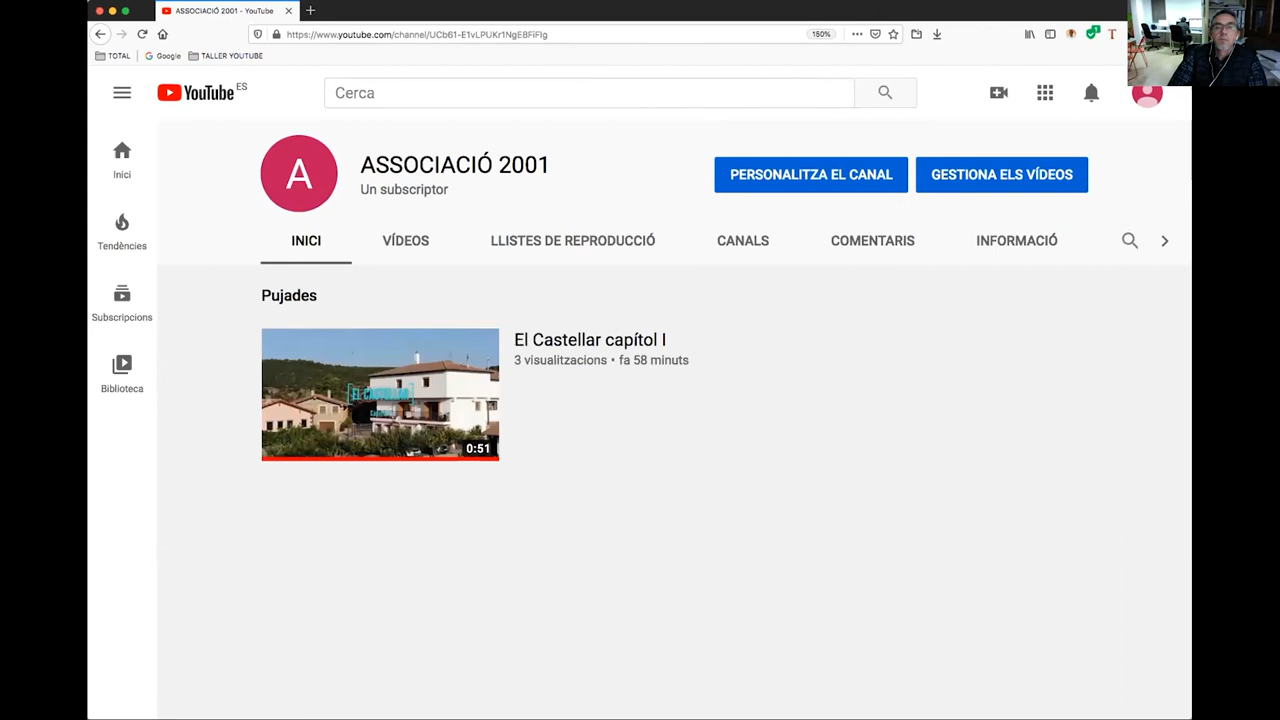 ASSOCIACIÓ 2001 - YouTube
https://www.youtube.com/channel/UCb61-E1vLPUKr1NgEBFiFIg
150%
TOTAL
Google
TALLER YOUTUBE
YouTube ES
Cerca
Inici
Tendències
Subscripcions
Biblioteca
A
ASSOCIACIÓ 2001
Un subscriptor
PERSONALITZA EL CANAL
GESTIONA ELS VÍDEOS
INICI
VÍDEOS
LLISTES DE REPRODUCCIÓ
CANALS
COMENTARIS
INFORMACIÓ
Pujades
EL CASTELLAR
0:51
El Castellar capítol I
3 visualitzacions • fa 58 minuts